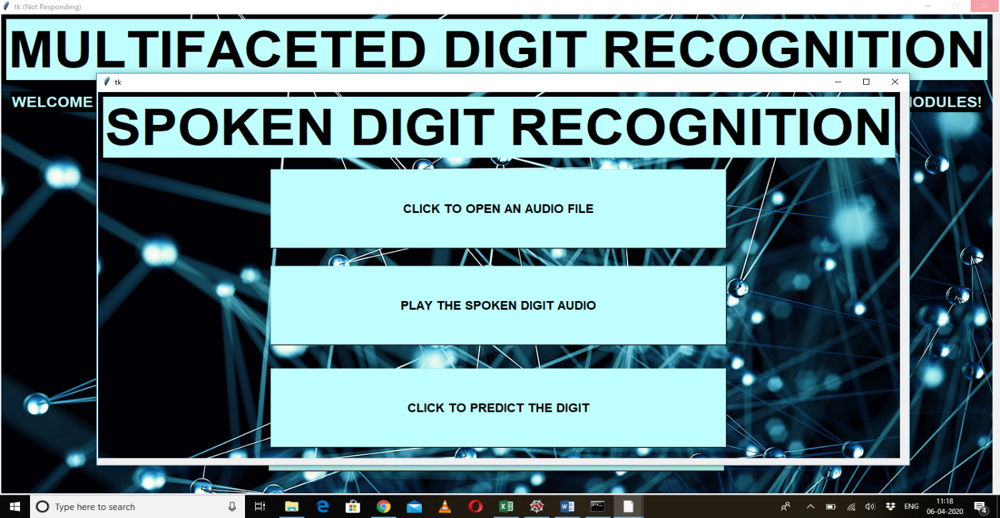 tk (Not Responding)
MULTIFACETED DIGIT RECOGNITION
WELCOME
tk
SPOKEN DIGIT RECOGNITION
CLICK TO OPEN AN AUDIO FILE
PLAY THE SPOKEN DIGIT AUDIO
CLICK TO PREDICT THE DIGIT
Type here to search
ENG
11:18
06-04-2020
4